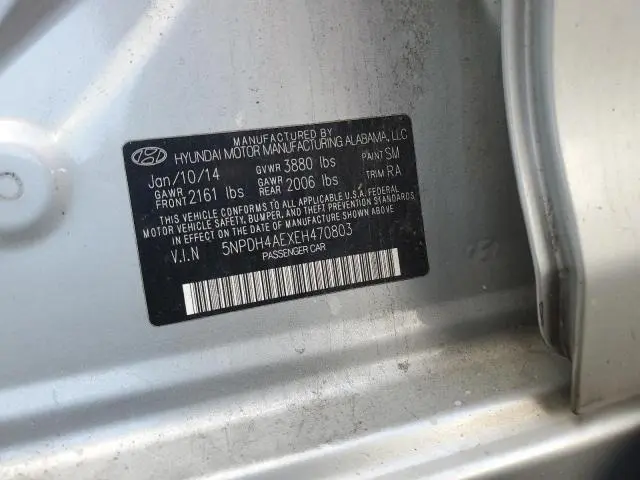 MANUFACTURED BY
HYUNDAI MOTOR MANUFACTURING ALABAMA, LLC
Jan/10/14 GVWR 3880 lbs PAINT SM
GAWR FRONT 2161 lbs GAWR REAR 2006 lbs TRIM RA
THIS VEHICLE CONFORMS TO ALL APPLICABLE FEDERAL
MOTOR VEHICLE SAFETY, BUMPER, AND THEFT PREVENTION
STANDARDS IN EFFECT ON THE DATE OF MANUFACTURE SHOWN ABOVE.
V.I.N 5NPDH4AEXEH470803
PASSENGER CAR